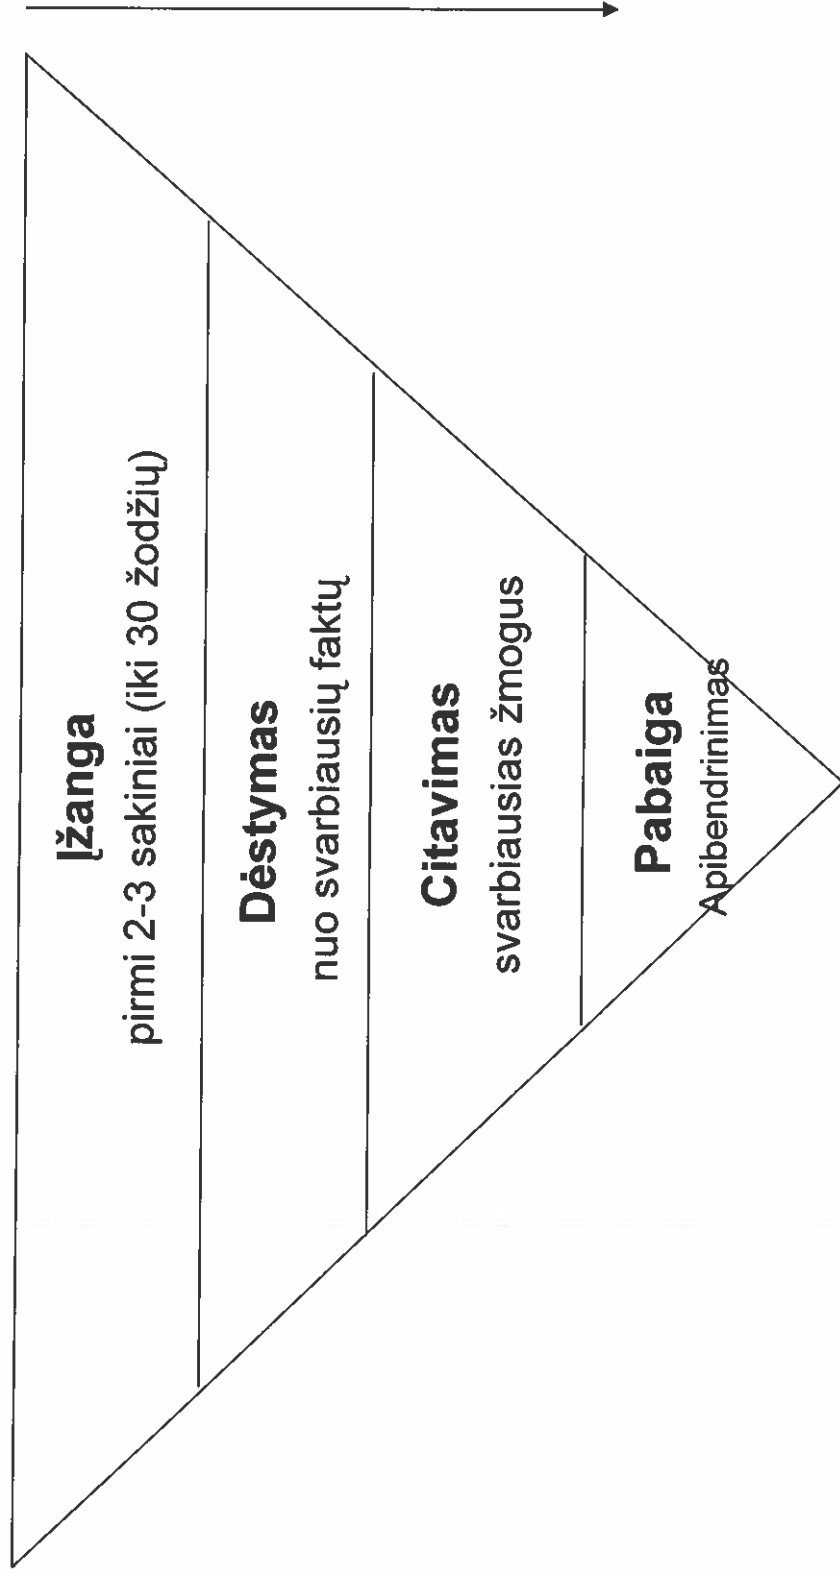 Įžanga
pirmi 2-3 sakiniai (iki 30 žodžių)
Dėstymas
nuo svarbiausių faktų
Citavimas
svarbiausias žmogus
Pabaiga
Apibendrinimas